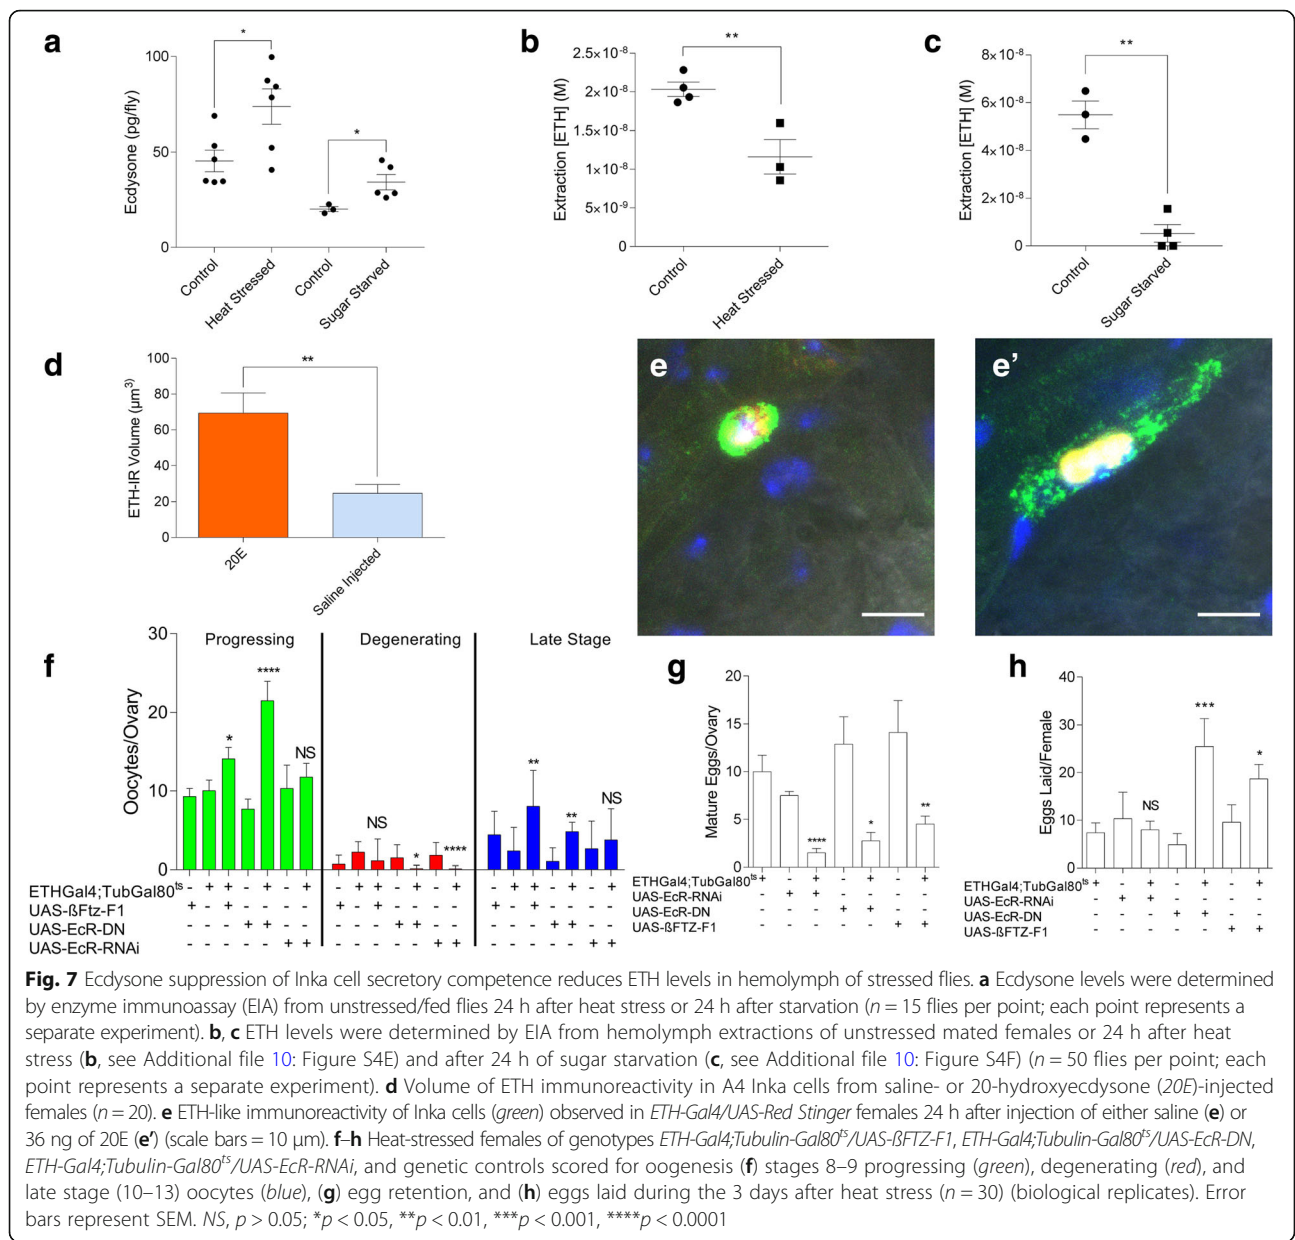 a
Ecdysone (pg/fly)
100
50
0
*
*
Control
Heat Stressed
Control
Sugar Starved
b
Extraction [ETH] (M)
2.5×10⁻⁸
2×10⁻⁸
1.5×10⁻⁸
1×10⁻⁸
5×10⁻⁹
0
**
Control
Heat Stressed
c
Extraction [ETH] (M)
8×10⁻⁸
6×10⁻⁸
4×10⁻⁸
2×10⁻⁸
0
**
Control
Sugar Starved
d
ETH-IR Volume (µm³)
100
80
60
40
20
0
**
20E
Saline Injected
e
e'
f
Oocytes/Ovary
30
20
10
0
Progressing
Degenerating
Late Stage
* **** NS
NS * ****
** ** NS
ETHGal4;TubGal80ᵗˢ - + + - + - + - + + - + - + - + + - + - +
UAS-ßFtz-F1 + - + - - - - + - + - - - - + - + - - - -
UAS-EcR-DN - - - + + - - - - - + + - - - - - + + - -
UAS-EcR-RNAi - - - - - + + - - - - - + + - - - - - + +
g
Mature Eggs/Ovary
20
15
10
5
0
**** * **
ETHGal4;TubGal80ᵗˢ + - + - + - +
UAS-EcR-RNAi - + + - - - -
UAS-EcR-DN - - - + + - -
UAS-ßFTZ-F1 - - - - - + +
h
Eggs Laid/Female
40
30
20
10
0
NS *** *
ETHGal4;TubGal80ᵗˢ + - + - + - +
UAS-EcR-RNAi - + + - - - -
UAS-EcR-DN - - - + + - -
UAS-ßFTZ-F1 - - - - - + +
Fig. 7 Ecdysone suppression of Inka cell secretory competence reduces ETH levels in hemolymph of stressed flies. a Ecdysone levels were determined
by enzyme immunoassay (EIA) from unstressed/fed flies 24 h after heat stress or 24 h after starvation (n = 15 flies per point; each point represents a
separate experiment). b, c ETH levels were determined by EIA from hemolymph extractions of unstressed mated females or 24 h after heat
stress (b, see Additional file 10: Figure S4E) and after 24 h of sugar starvation (c, see Additional file 10: Figure S4F) (n = 50 flies per point; each
point represents a separate experiment). d Volume of ETH immunoreactivity in A4 Inka cells from saline- or 20-hydroxyecdysone (20E)-injected
females (n = 20). e ETH-like immunoreactivity of Inka cells (green) observed in ETH-Gal4/UAS-Red Stinger females 24 h after injection of either saline (e) or
36 ng of 20E (e') (scale bars = 10 µm). f–h Heat-stressed females of genotypes ETH-Gal4;Tubulin-Gal80ᵗˢ/UAS-ßFTZ-F1, ETH-Gal4;Tubulin-Gal80ᵗˢ/UAS-EcR-DN,
ETH-Gal4;Tubulin-Gal80ᵗˢ/UAS-EcR-RNAi, and genetic controls scored for oogenesis (f) stages 8–9 progressing (green), degenerating (red), and
late stage (10–13) oocytes (blue), (g) egg retention, and (h) eggs laid during the 3 days after heat stress (n = 30) (biological replicates). Error
bars represent SEM. NS, p > 0.05; *p < 0.05, **p < 0.01, ***p < 0.001, ****p < 0.0001